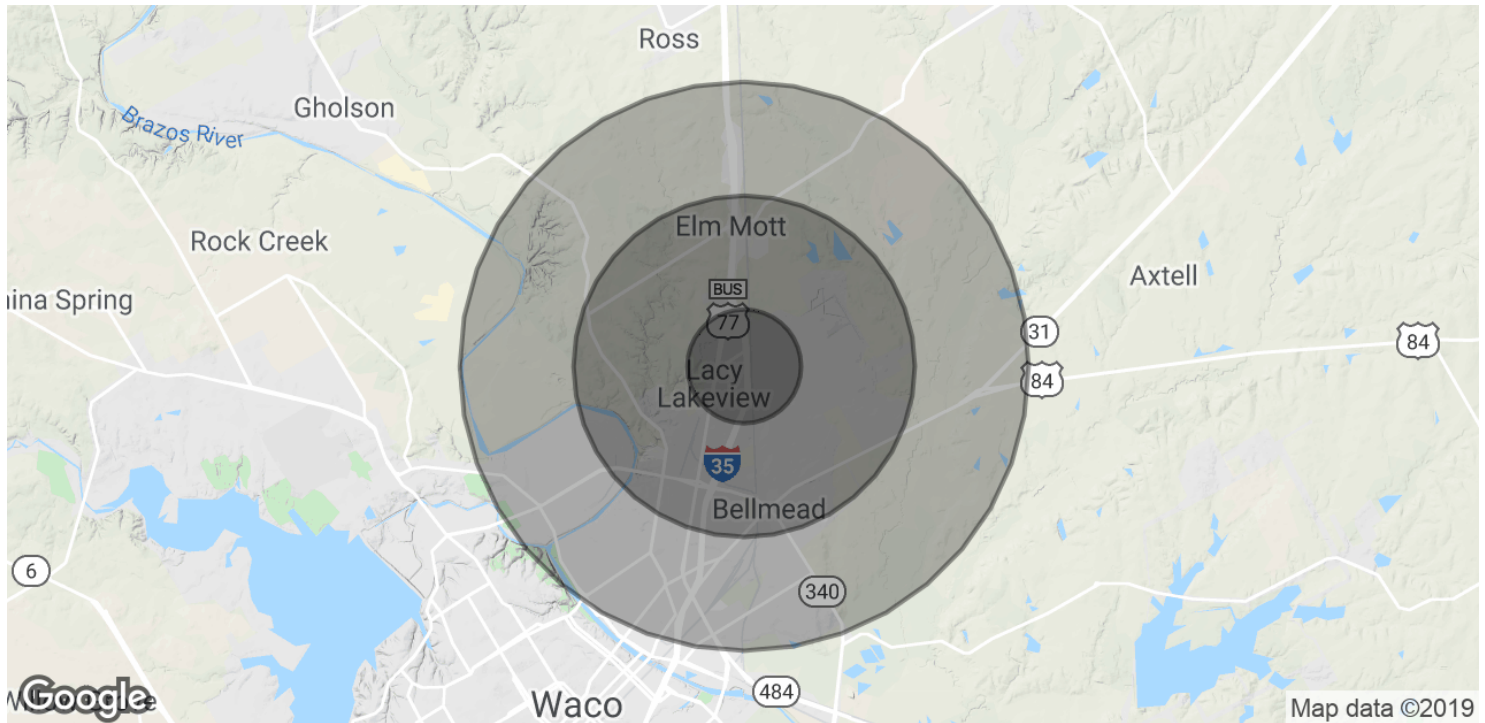 Ross
Gholson
Brazos River
Elm Mott
Rock Creek
Axtell
BUS
77
ina Spring
31
84
84
Lacy
Lakeview
35
Bellmead
6
340
484
Waco
Google
Map data ©2019